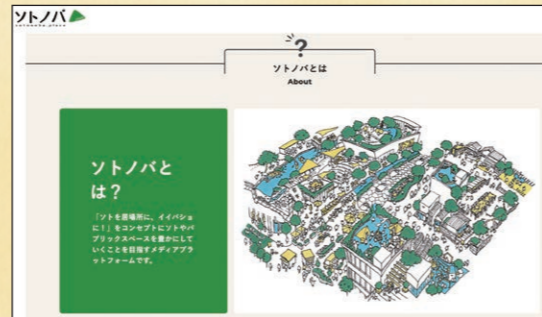 ソトノバ
?
ソトノバとは
About
ソトノバと
は?
「ソトを居場所に、イイバショ
に!」をコンセプトにソトやパ
ブリックスペースを豊かにして
いくことを目指すメディアプラ
ットフォームです。